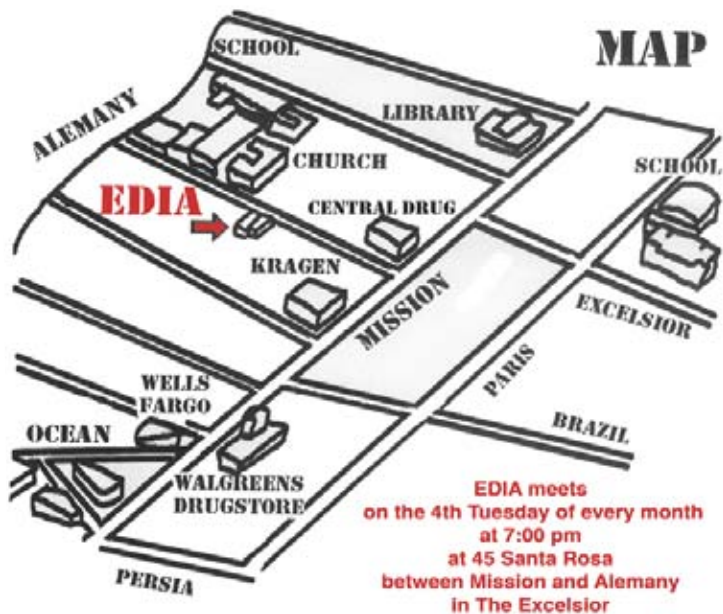 SCHOOL
MAP
ALEMANY
LIBRARY
CHURCH
SCHOOL
EDIA
CENTRAL DRUG
KRAGEN
MISSION
EXCELSIOR
PARIS
WELLS
FARGO
BRAZIL
OCEAN
WALGREENS
DRUGSTORE
PERSIA
EDIA meets
on the 4th Tuesday of every month
at 7:00 pm
at 45 Santa Rosa
between Mission and Alemany
in The Excelsior